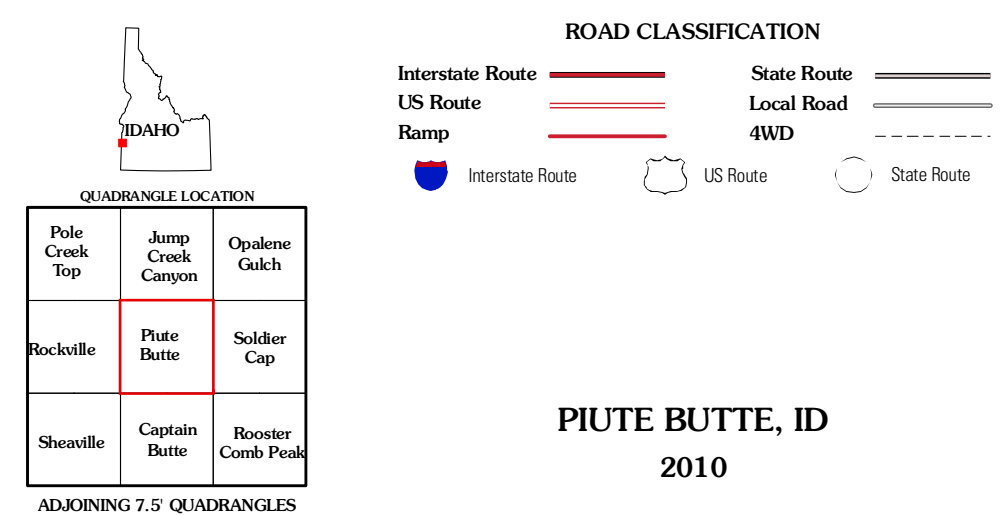 IDAHO
QUADRANGLE LOCATION
Pole
Creek
Top
Jump
Creek
Canyon
Opalene
Gulch
Rockville
Piute
Butte
Soldier
Cap
Sheaville
Captain
Butte
Rooster
Comb Peak
ADJOINING 7.5' QUADRANGLES
ROAD CLASSIFICATION
Interstate Route
State Route
US Route
Local Road
Ramp
4WD
Interstate Route
US Route
State Route
PIUTE BUTTE, ID
2010